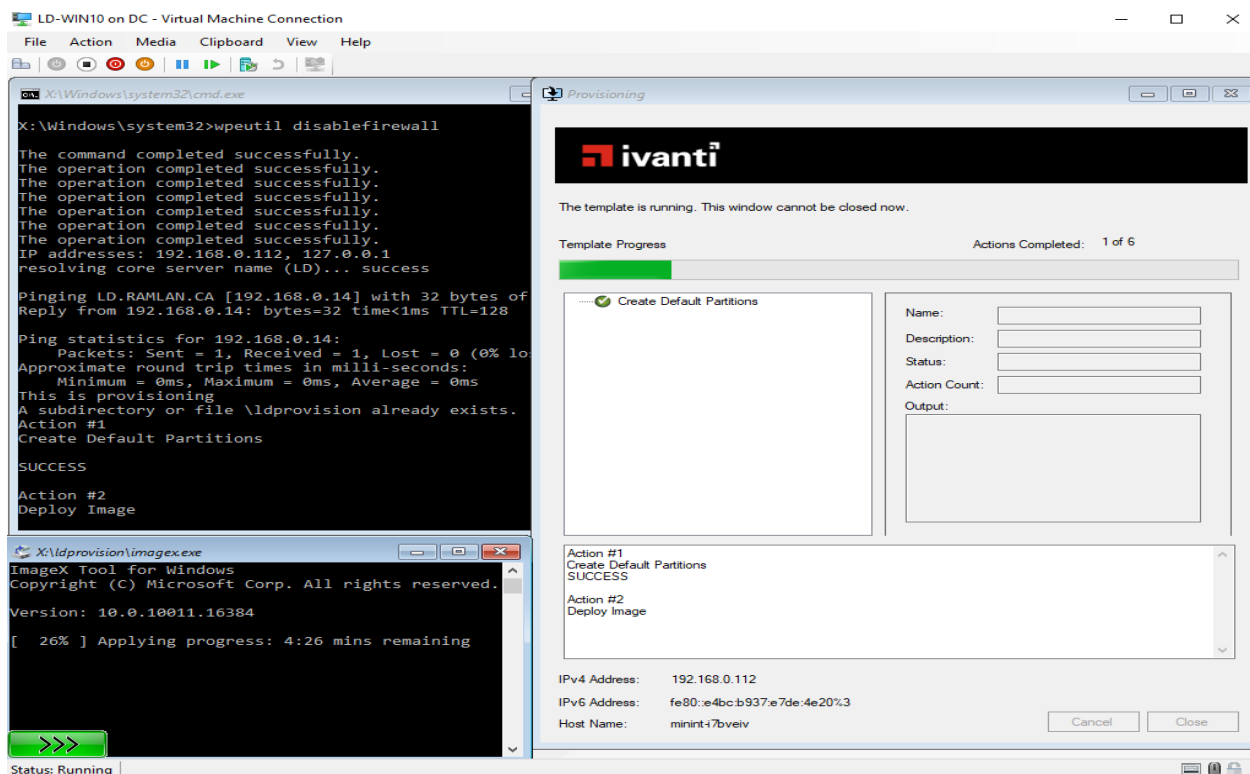 LD-WIN10 on DC - Virtual Machine Connection
File Action Media Clipboard View Help
X:\Windows\system32\cmd.exe
X:\Windows\system32>wpeutil disablefirewall
The command completed successfully.
The operation completed successfully.
The operation completed successfully.
The operation completed successfully.
The operation completed successfully.
The operation completed successfully.
The operation completed successfully.
IP addresses: 192.168.0.112, 127.0.0.1
resolving core server name (LD)... success
Pinging LD.RAMLAN.CA [192.168.0.14] with 32 bytes of
Reply from 192.168.0.14: bytes=32 time<1ms TTL=128
Ping statistics for 192.168.0.14:
Packets: Sent = 1, Received = 1, Lost = 0 (0% lo
Approximate round trip times in milli-seconds:
Minimum = 0ms, Maximum = 0ms, Average = 0ms
This is provisioning
A subdirectory or file \ldprovision already exists.
Action #1
Create Default Partitions
SUCCESS
Action #2
Deploy Image
X:\ldprovision\imagex.exe
ImageX Tool for Windows
Copyright (C) Microsoft Corp. All rights reserved.
Version: 10.0.10011.16384
[ 26% ] Applying progress: 4:26 mins remaining
>>>
Provisioning
ivanti
The template is running. This window cannot be closed now.
Template Progress
Actions Completed: 1 of 6
Create Default Partitions
Name:
Description:
Status:
Action Count:
Output:
Action #1
Create Default Partitions
SUCCESS
Action #2
Deploy Image
IPv4 Address: 192.168.0.112
IPv6 Address: fe80::e4bc:b937:e7de:4e20%3
Host Name: minint-i7bveiv
Cancel Close
Status: Running